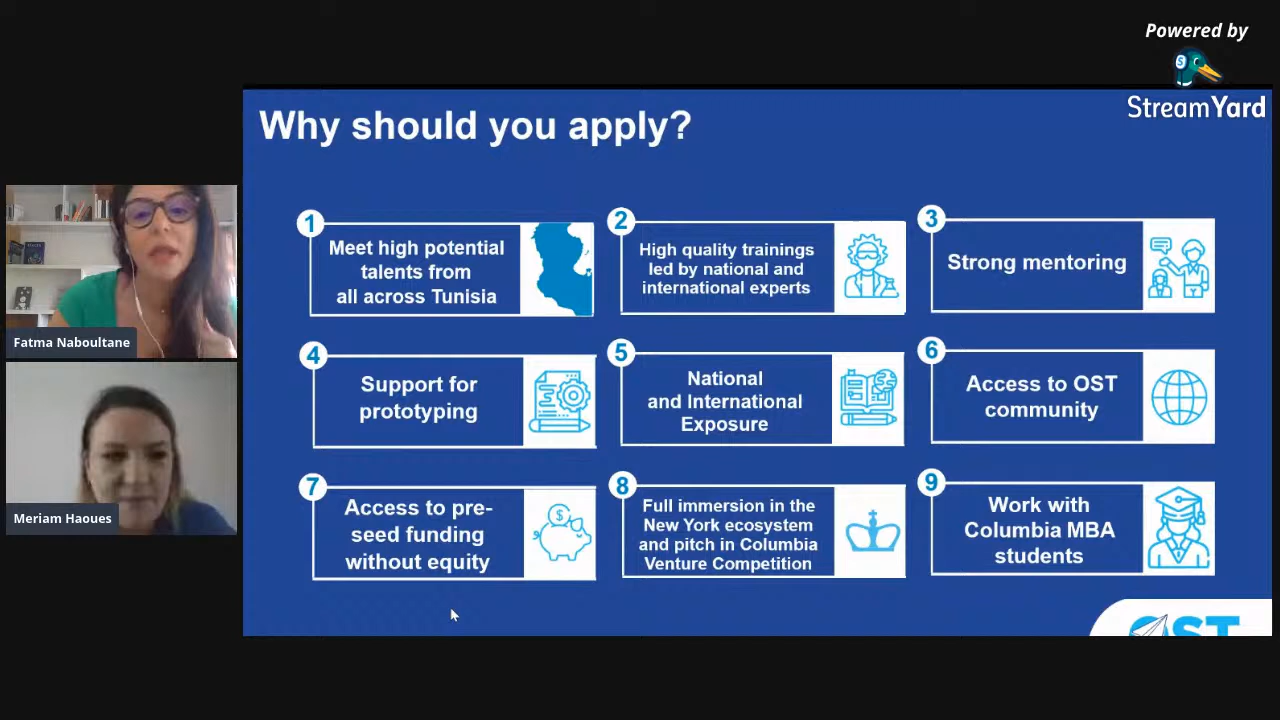 Powered by
StreamYard
Why should you apply?
1
Meet high potential
talents from
all across Tunisia
2
High quality trainings
led by national and
international experts
3
Strong mentoring
4
Support for
prototyping
5
National
and International
Exposure
6
Access to OST
community
7
Access to pre-
seed funding
without equity
8
Full immersion in the
New York ecosystem
and pitch in Columbia
Venture Competition
9
Work with
Columbia MBA
students
OST
Fatma Naboultane
Meriam Haoues